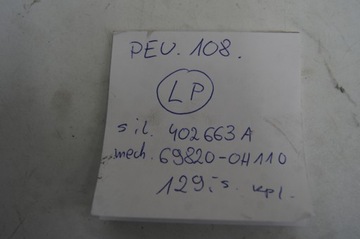 PEU. 108.
LP
sil. 402663A
mech. 69820-0H110
129,-s. kpl.